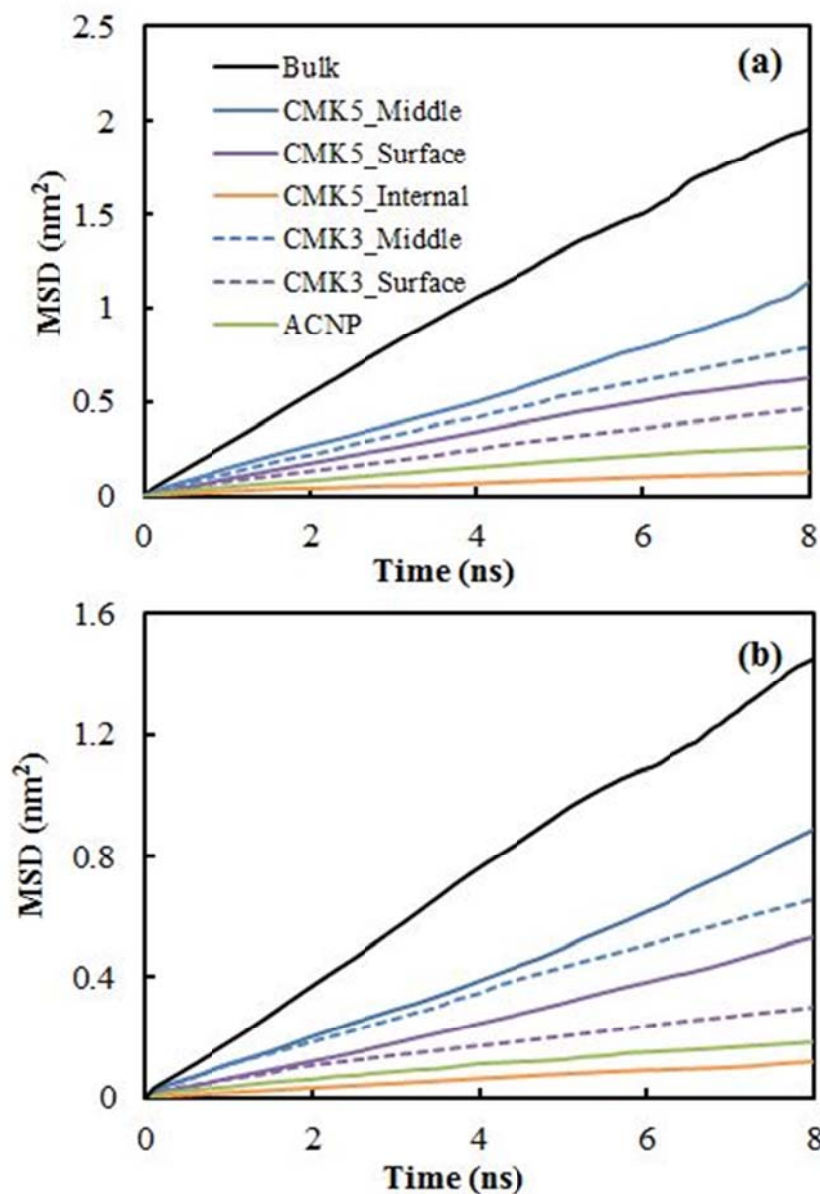 2.5
(a)
Bulk
2
CMK5_Middle
CMK5_Surface
1.5
CMK5_Internal
CMK3_Middle
MSD (nm²)
CMK3_Surface
1
ACNP
0.5
0
0 2 4 6 8
Time (ns)
1.6
(b)
1.2
MSD (nm²)
0.8
0.4
0
0 2 4 6 8
Time (ns)